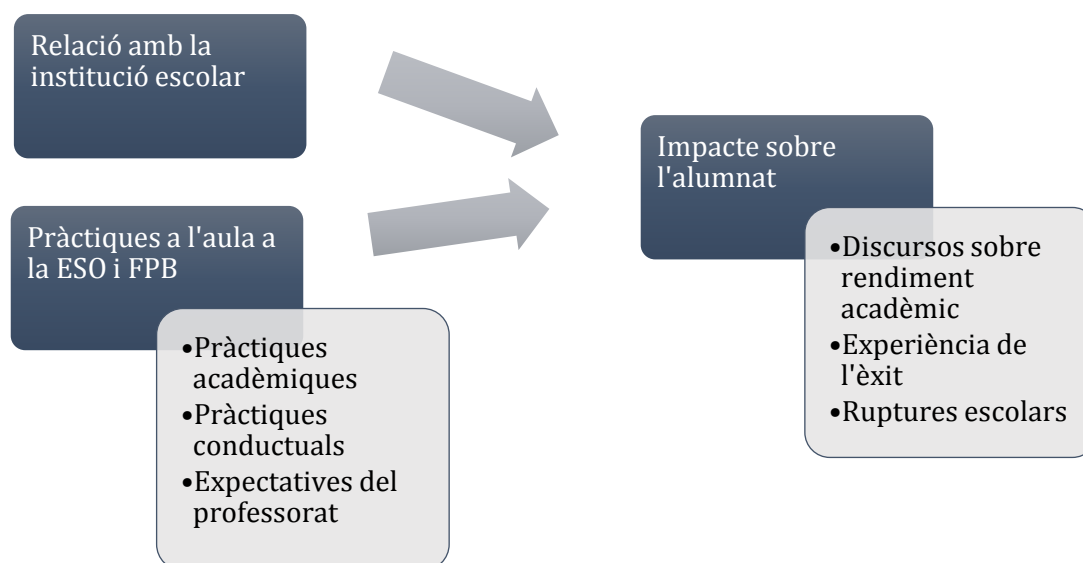 Relació amb la
institució escolar
Pràctiques a l'aula a
la ESO i FPB
•Pràctiques
acadèmiques
•Pràctiques
conductuals
•Expectatives del
professorat
Impacte sobre
l'alumnat
•Discursos sobre
rendiment
acadèmic
•Experiència de
l'èxit
•Ruptures escolars